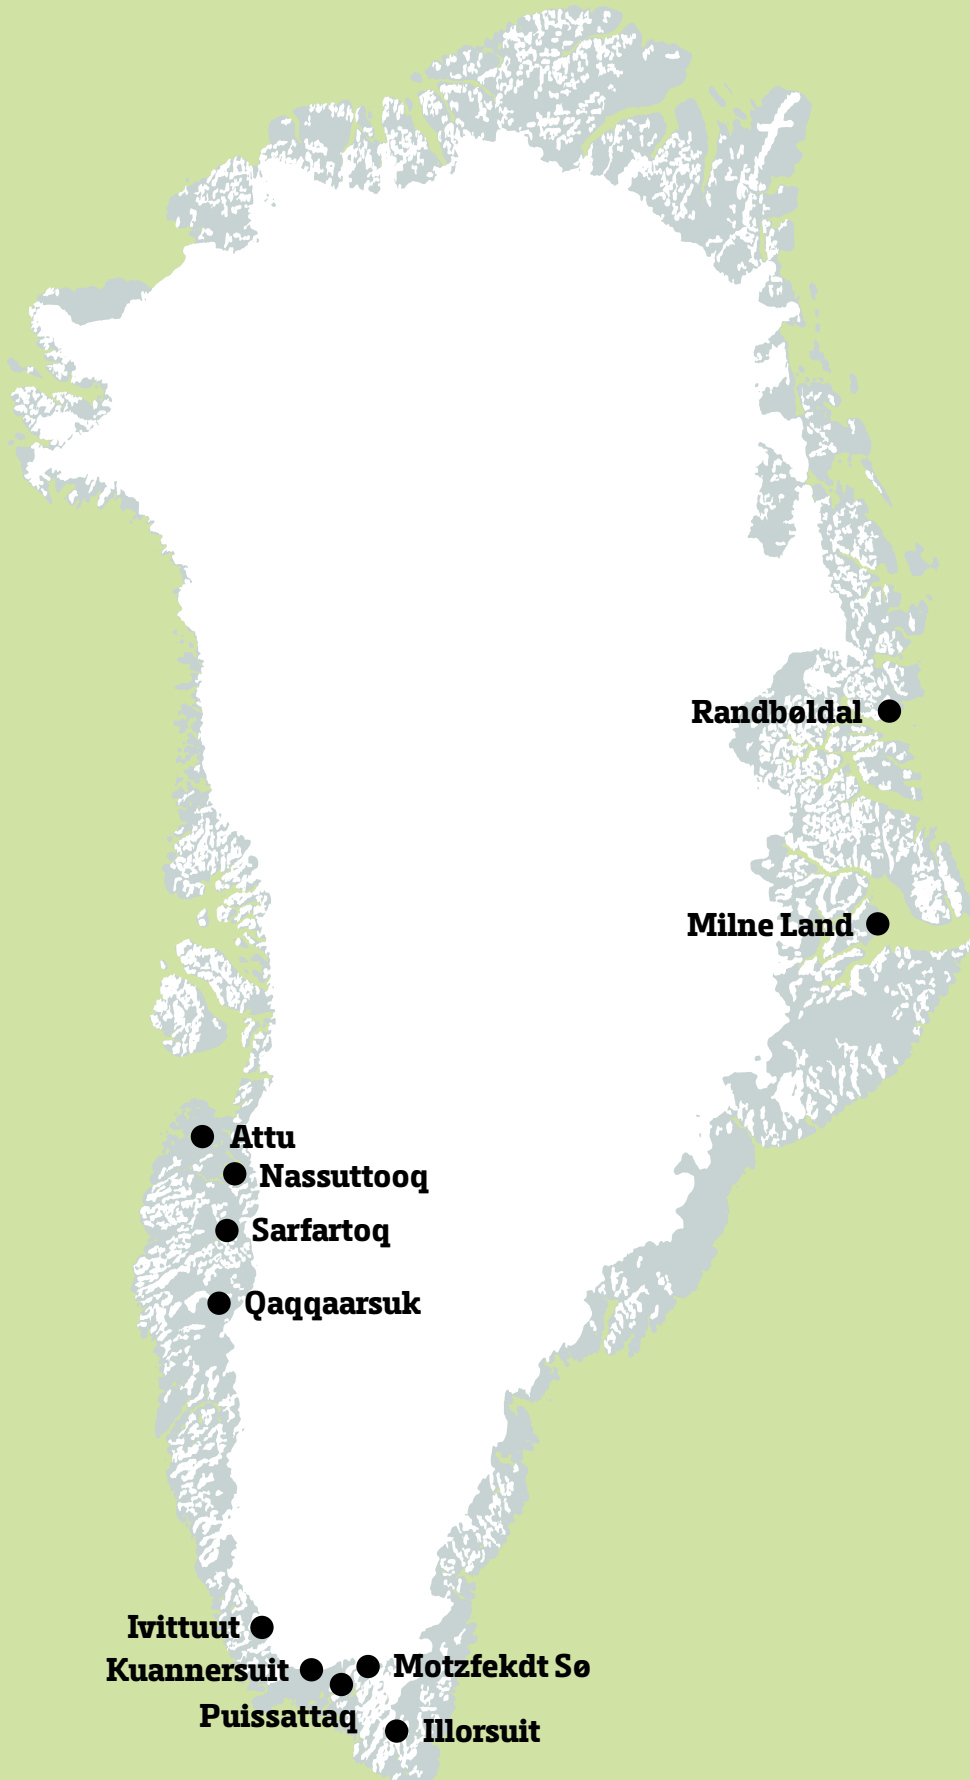 Randbøldal
Milne Land
Attu
Nassuttooq
Sarfartoq
Qaqqaarsuk
Ivittuut
Kuannersuit
Motzfekdt Sø
Puissattaq
Illorsuit